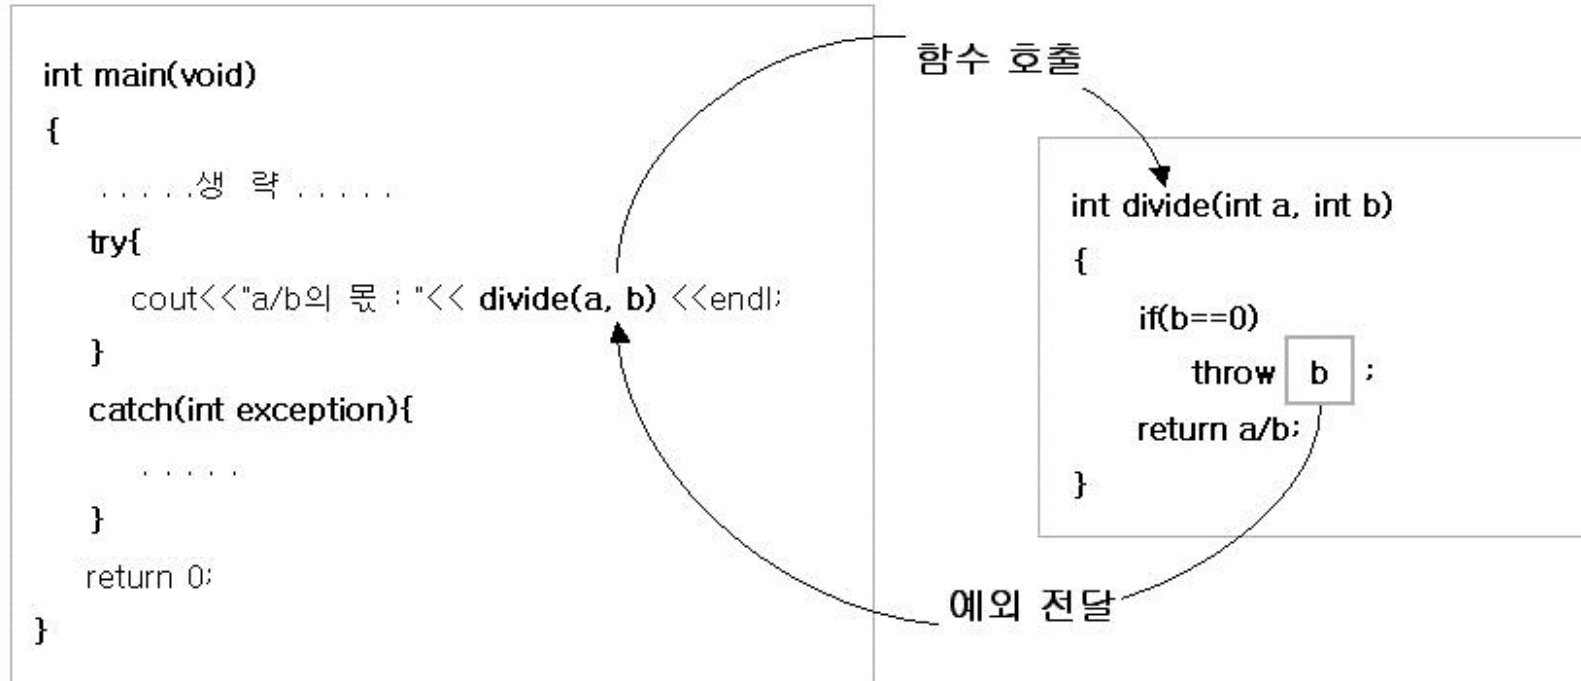 int main(void)
{
.....생 략.....
try{
cout<<"a/b의 몫 : "<< divide(a, b) <<endl;
}
catch(int exception){
.....
}
return 0;
}
함수 호출
int divide(int a, int b)
{
if(b==0)
throw b ;
return a/b;
}
예외 전달